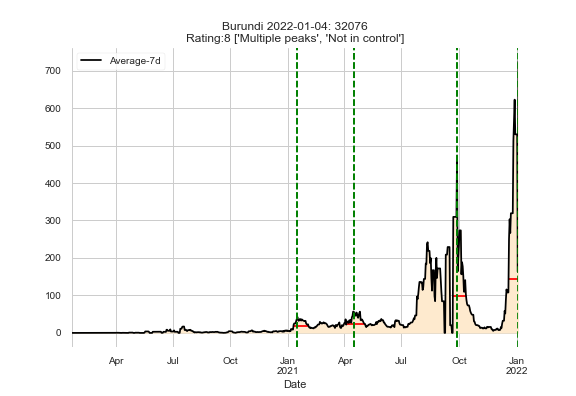 Burundi 2022-01-04: 32076
Rating:8 ['Multiple peaks', 'Not in control']
Average-7d
700
600
500
400
300
200
100
0
Apr Jul Oct Jan Apr Jul Oct Jan
2021 2022
Date